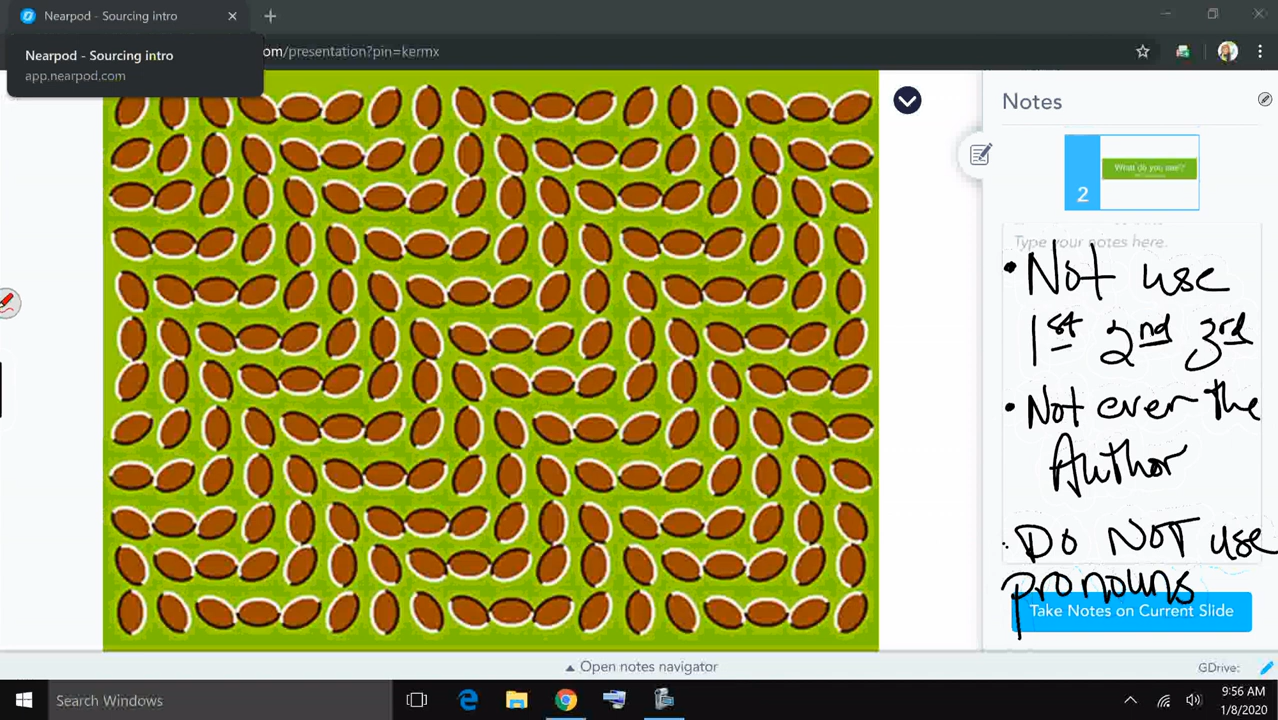 Nearpod - Sourcing intro
Nearpod - Sourcing intro
app.nearpod.com
om/presentation?pin=kermx
Notes
What do you see?
2
Type your notes here.
• Not use
1st 2nd 3rd
• Not ever the
Author
. Do NOT use
pronouns
Take Notes on Current Slide
Open notes navigator
GDrive:
Search Windows
9:56 AM
1/8/2020